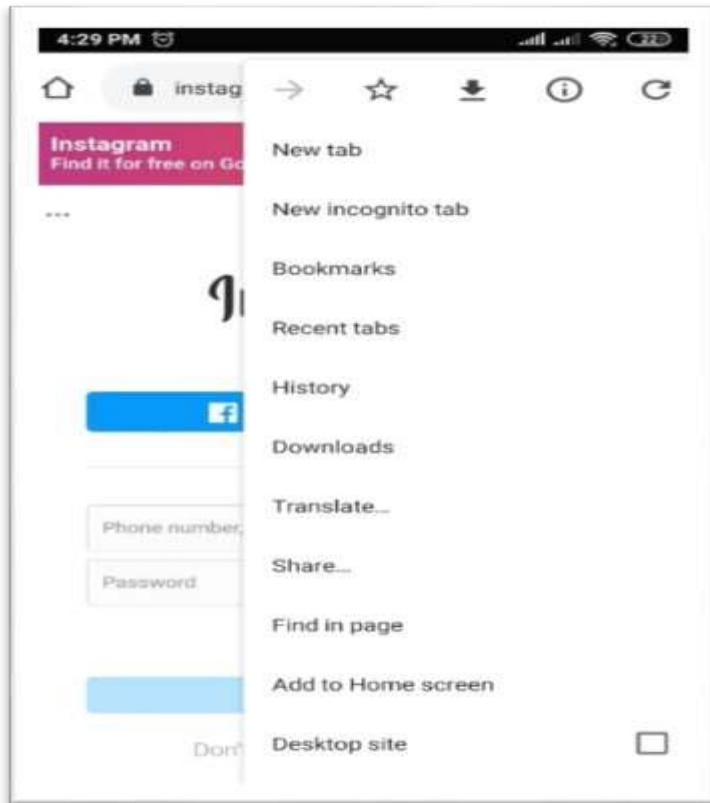 4:29 PM 22
instag
Instagram
Find it for free on Go
New tab
New incognito tab
Bookmarks
Recent tabs
History
Downloads
Translate...
Phone number,
Share...
Password
Find in page
Add to Home screen
Don'
Desktop site